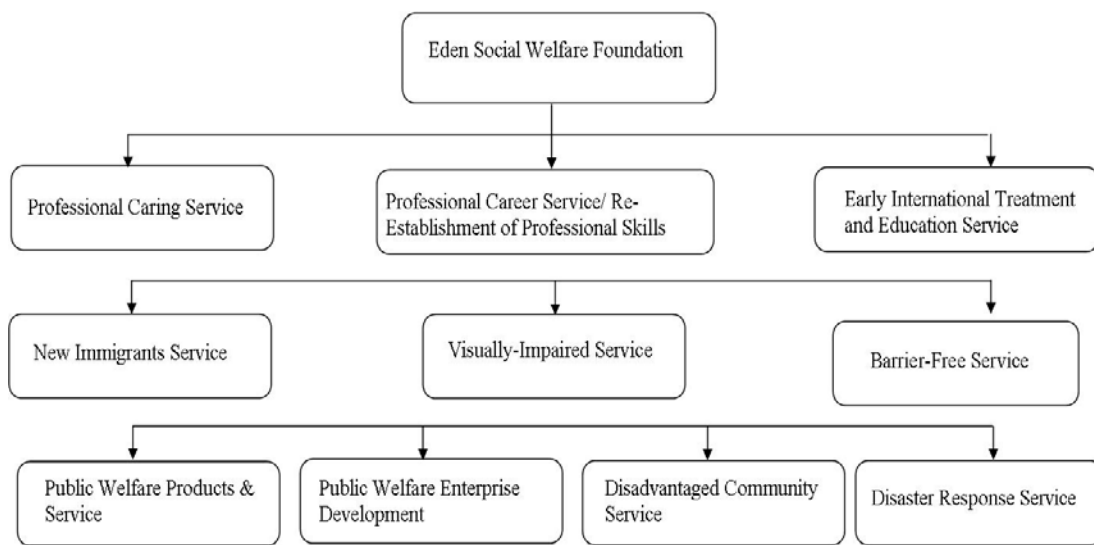 Eden Social Welfare Foundation
Professional Caring Service
Professional Career Service/ Re-
Establishment of Professional Skills
Early International Treatment
and Education Service
New Immigrants Service
Visually-Impaired Service
Barrier-Free Service
Public Welfare Products &
Service
Public Welfare Enterprise
Development
Disadvantaged Community
Service
Disaster Response Service